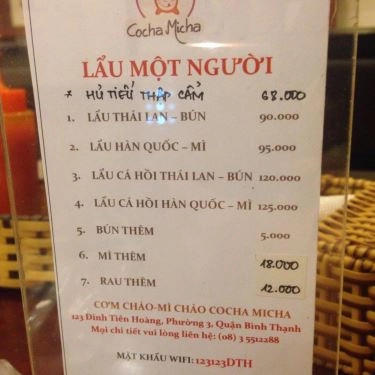 Cocha Micha
LẨU MỘT NGƯỜI
* HỦ TIẾU THẬP CẨM 68.000
1. LẨU THÁI LAN – BÚN 90.000
2. LẨU HÀN QUỐC – MÌ 95.000
3. LẨU CÁ HỒI THÁI LAN – BÚN 120.000
4. LẨU CÁ HỒI HÀN QUỐC – MÌ 125.000
5. BÚN THÊM 5.000
6. MÌ THÊM 18.000
7. RAU THÊM 12.000
CƠM CHÁO-MÌ CHẢO COCHA MICHA
123 Đinh Tiên Hoàng, Phường 3, Quận Bình Thạnh
Mọi chi tiết vui lòng liên hệ: (08) 3 5512288
MẬT KHẨU WIFI: 123123DTH